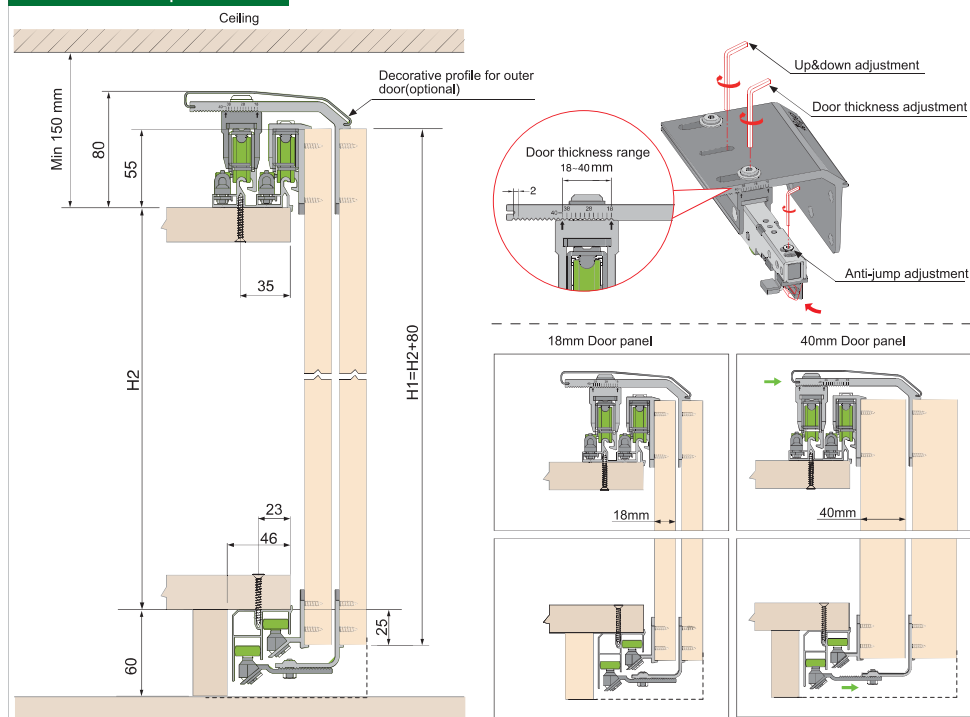 Ceiling
Min 150 mm
80
55
Decorative profile for outer
door(optional)
35
H2
H1=H2+80
23
46
60
25
Up&down adjustment
Door thickness adjustment
Anti-jump adjustment
Door thickness range
18~40mm
2
40
38
28
18
18mm Door panel
40mm Door panel
18mm
40mm